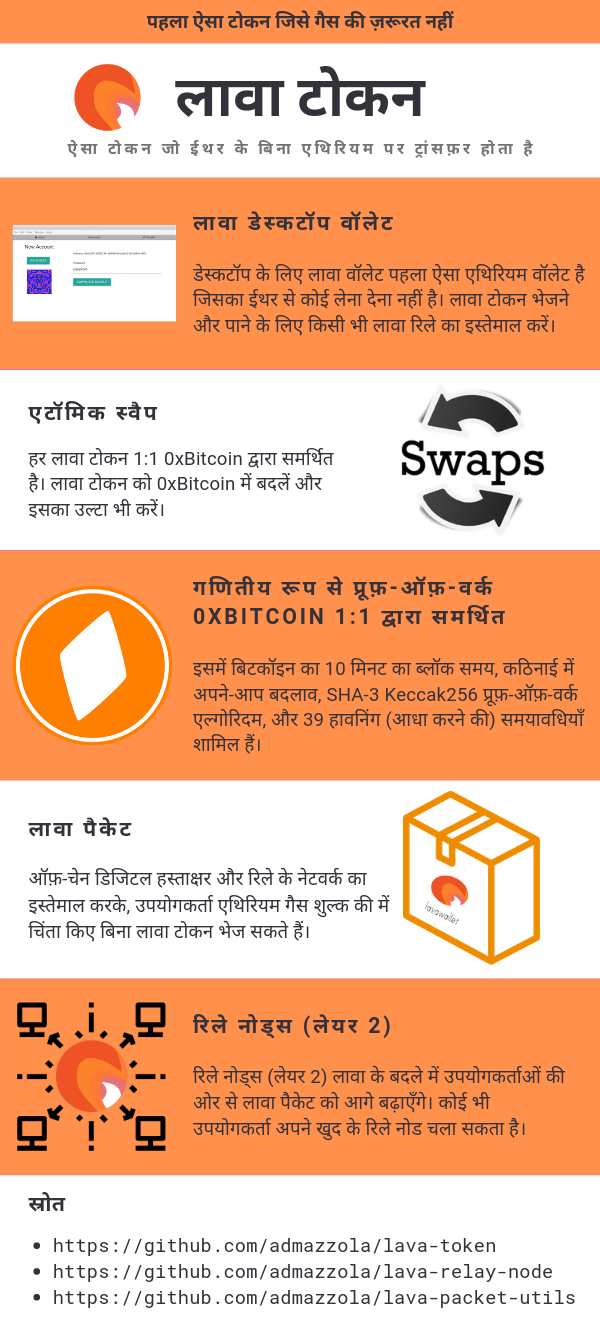 पहला ऐसा टोकन जिसे गैस की ज़रूरत नहीं
लावा टोकन
ऐसा टोकन जो ईथर के बिना एथिरियम पर ट्रांसफ़र होता है
New Account
लावा डेस्कटॉप वॉलेट
डेस्कटॉप के लिए लावा वॉलेट पहला ऐसा एथिरियम वॉलेट है
जिसका ईथर से कोई लेना देना नहीं है। लावा टोकन भेजने
और पाने के लिए किसी भी लावा रिले का इस्तेमाल करें।
एटॉमिक स्वैप
हर लावा टोकन 1:1 0xBitcoin द्वारा समर्थित
है। लावा टोकन को 0xBitcoin में बदलें और
इसका उल्टा भी करें।
Swaps
गणितीय रूप से प्रूफ़-ऑफ़-वर्क
0XBITCOIN 1:1 द्वारा समर्थित
इसमें बिटकॉइन का 10 मिनट का ब्लॉक समय, कठिनाई में
अपने-आप बदलाव, SHA-3 Keccak256 प्रूफ़-ऑफ़-वर्क
एल्गोरिदम, और 39 हावनिंग (आधा करने की) समयावधियाँ
शामिल हैं।
लावा पैकेट
ऑफ़-चेन डिजिटल हस्ताक्षर और रिले के नेटवर्क का
इस्तेमाल करके, उपयोगकर्ता एथिरियम गैस शुल्क की में
चिंता किए बिना लावा टोकन भेज सकते हैं।
lavawallet
रिले नोड्स (लेयर 2)
रिले नोड्स (लेयर 2) लावा के बदले में उपयोगकर्ताओं की
ओर से लावा पैकेट को आगे बढ़ाएँगे। कोई भी
उपयोगकर्ता अपने खुद के रिले नोड चला सकता है।
स्रोत
• https://github.com/admazzola/lava-token
• https://github.com/admazzola/lava-relay-node
• https://github.com/admazzola/lava-packet-utils